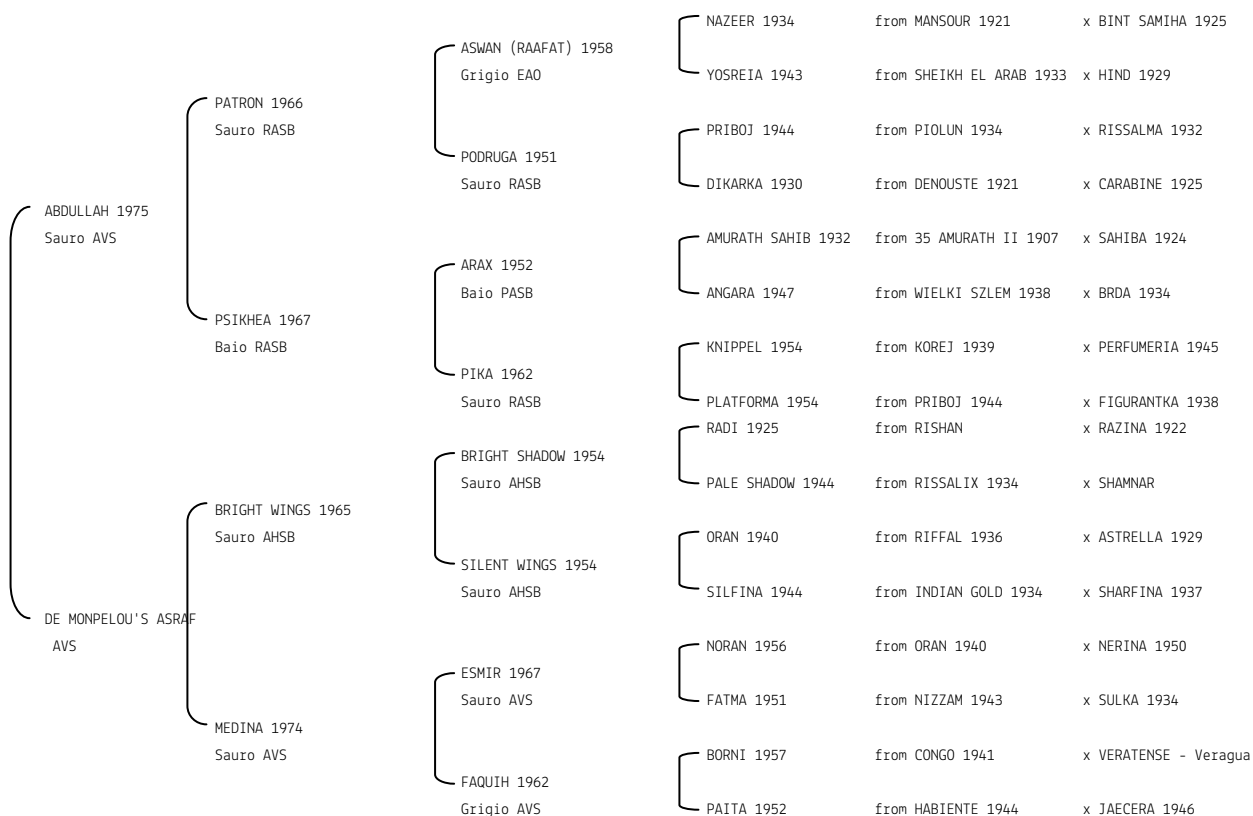 NAZEER 1934 from MANSOUR 1921 x BINT SAMIHA 1925
ASWAN (RAAFAT) 1958
Grigio EAO
YOSREIA 1943 from SHEIKH EL ARAB 1933 x HIND 1929
PATRON 1966
Sauro RASB
PRIBOJ 1944 from PIOLUN 1934 x RISSALMA 1932
PODRUGA 1951
Sauro RASB
DIKARKA 1930 from DENOUSTE 1921 x CARABINE 1925
ABDULLAH 1975
Sauro AVS
AMURATH SAHIB 1932 from 35 AMURATH II 1907 x SAHIBA 1924
ARAX 1952
Baio PASB
ANGARA 1947 from WIELKI SZLEM 1938 x BRDA 1934
PSIKHEA 1967
Baio RASB
KNIPPEL 1954 from KOREJ 1939 x PERFUMERIA 1945
PIKA 1962
Sauro RASB
PLATFORMA 1954 from PRIBOJ 1944 x FIGURANTKA 1938
RADI 1925 from RISHAN x RAZINA 1922
BRIGHT SHADOW 1954
Sauro AHSB
PALE SHADOW 1944 from RISSALIX 1934 x SHAMNAR
BRIGHT WINGS 1965
Sauro AHSB
ORAN 1940 from RIFFAL 1936 x ASTRELLA 1929
SILENT WINGS 1954
Sauro AHSB
SILFINA 1944 from INDIAN GOLD 1934 x SHARFINA 1937
DE MONPELOU'S ASRAF
AVS
NORAN 1956 from ORAN 1940 x NERINA 1950
ESMIR 1967
Sauro AVS
FATMA 1951 from NIZZAM 1943 x SULKA 1934
MEDINA 1974
Sauro AVS
BORNI 1957 from CONGO 1941 x VERATENSE - Veragua
FAQUIH 1962
Grigio AVS
PAITA 1952 from HABIENTE 1944 x JAECERA 1946